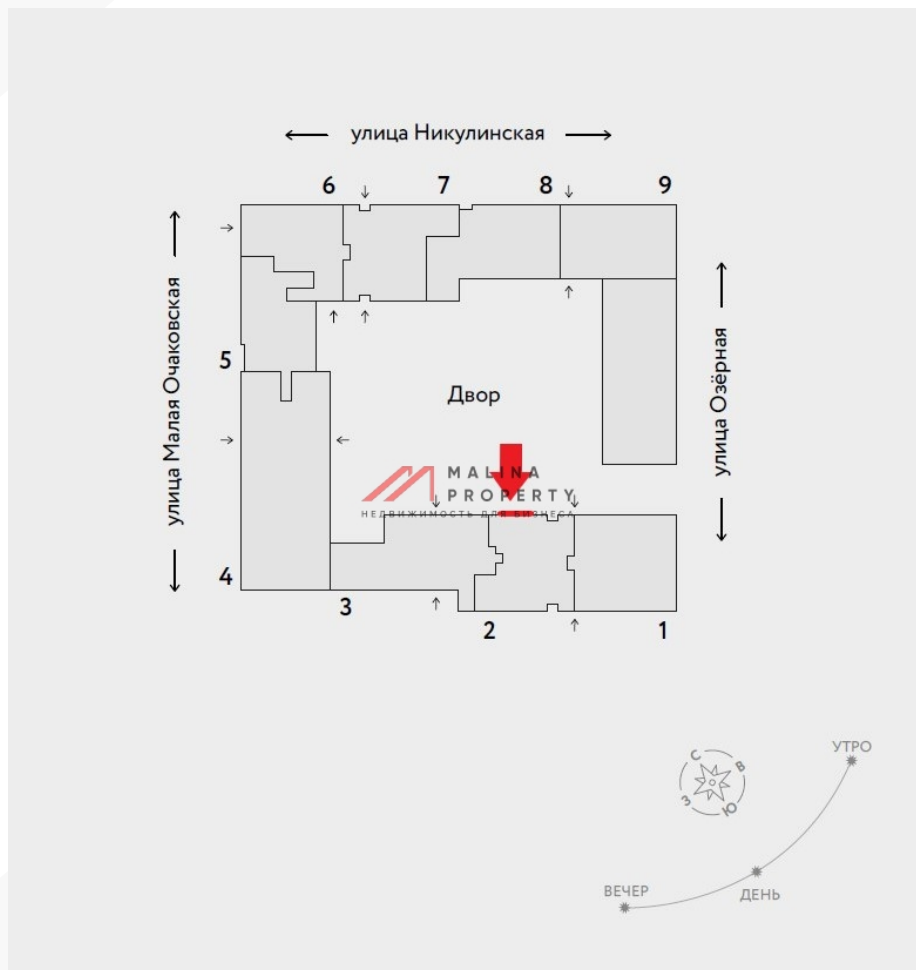 улица Никулинская
6
7
8
9
улица Малая Очаковская
улица Озёрная
5
Двор
MALINA
PROPERTY
НЕДВИЖИМОСТЬ ДЛЯ БИЗНЕСА
4
3
2
1
УТРО
С
В
З
Ю
ВЕЧЕР
ДЕНЬ